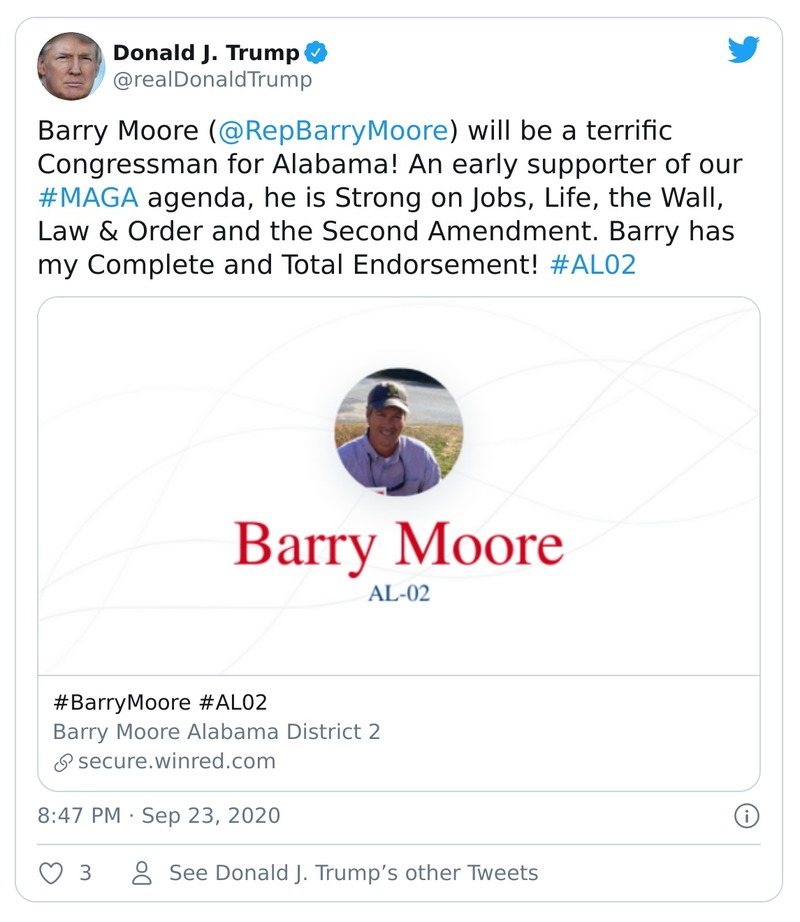 Donald J. Trump
@realDonaldTrump
Barry Moore (@RepBarryMoore) will be a terrific
Congressman for Alabama! An early supporter of our
#MAGA agenda, he is Strong on Jobs, Life, the Wall,
Law & Order and the Second Amendment. Barry has
my Complete and Total Endorsement! #AL02
Barry Moore
AL-02
#BarryMoore #AL02
Barry Moore Alabama District 2
secure.winred.com
8:47 PM · Sep 23, 2020
3
See Donald J. Trump’s other Tweets